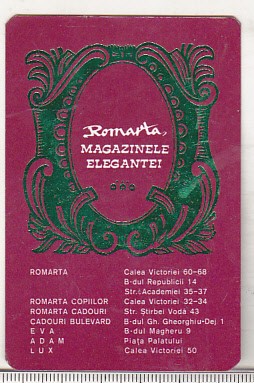 Romarta,
MAGAZINELE
ELEGANTEI
ROMARTA Calea Victoriei 60-68
B-dul Republicii 14
Str. Academiei 35-37
ROMARTA COPIILOR Calea Victoriei 32-34
ROMARTA CADOURI Str. Știrbei Vodă 43
CADOURI BULEVARD B-dul Gh. Gheorghiu-Dej 1
EVA B-dul Magheru 9
ADAM Piața Palatului
LUX Calea Victoriei 50